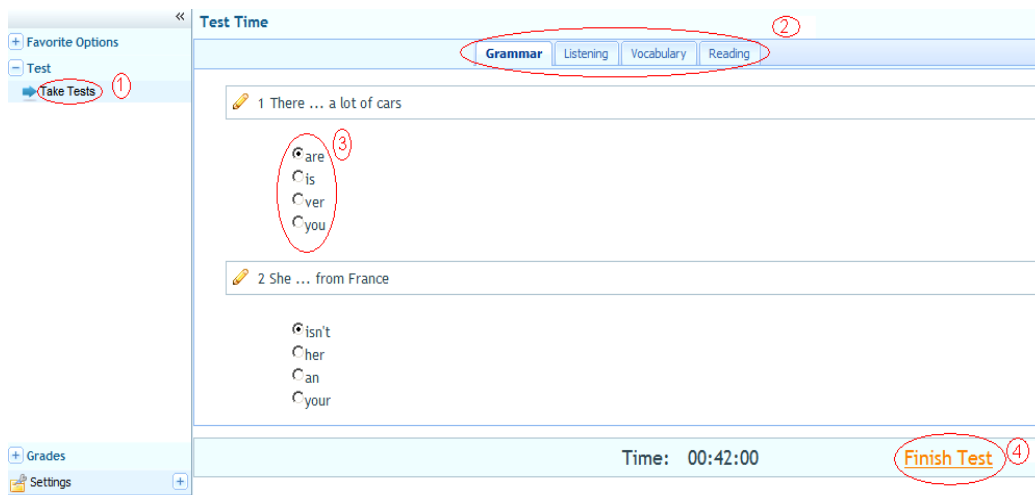 «
Test Time
+ Favorite Options
2
- Test
Grammar Listening Vocabulary Reading
Take Tests 1
1 There ... a lot of cars
3
are
is
ver
you
2 She ... from France
isn't
her
an
your
+ Grades
Time: 00:42:00 Finish Test 4
Settings +